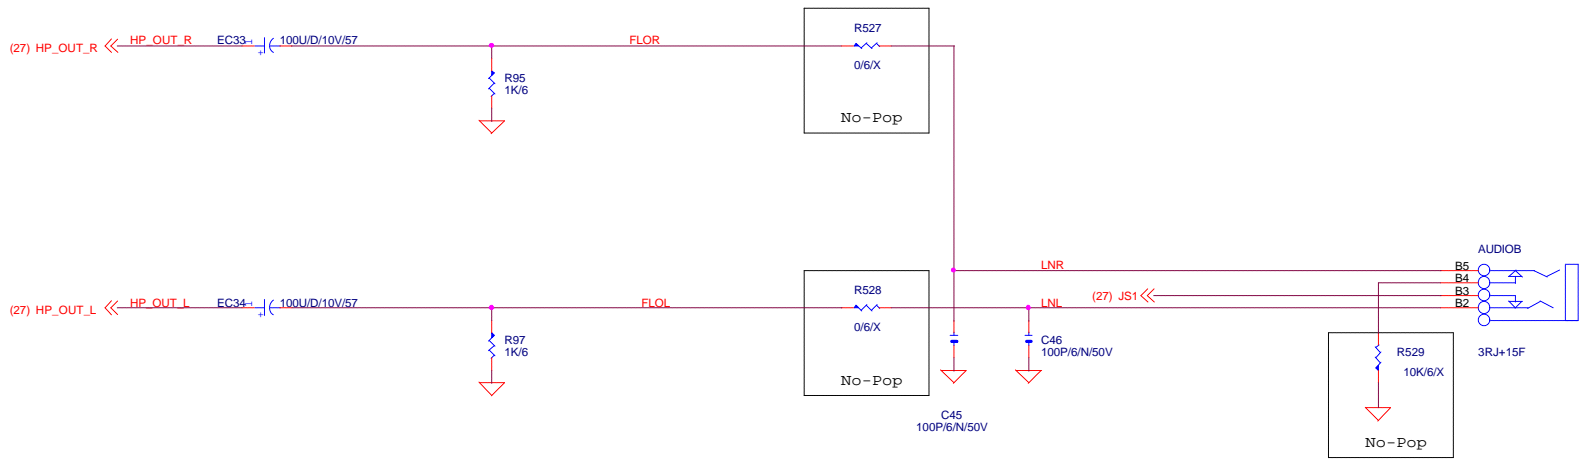 R527
(27) HP_OUT_R
HP_OUT_R
EC33
100U/D/10V/57
FLOR
0/6/X
R95
1K/6
No-Pop
AUDIOB
LNR
B5
B4
(27) JS1
B3
(27) HP_OUT_L
HP_OUT_L
EC34
100U/D/10V/57
FLOL
R528
LNL
B2
0/6/X
R97
1K/6
C46
100P/6/N/50V
R529
3RJ+15F
10K/6/X
No-Pop
C45
100P/6/N/50V
No-Pop